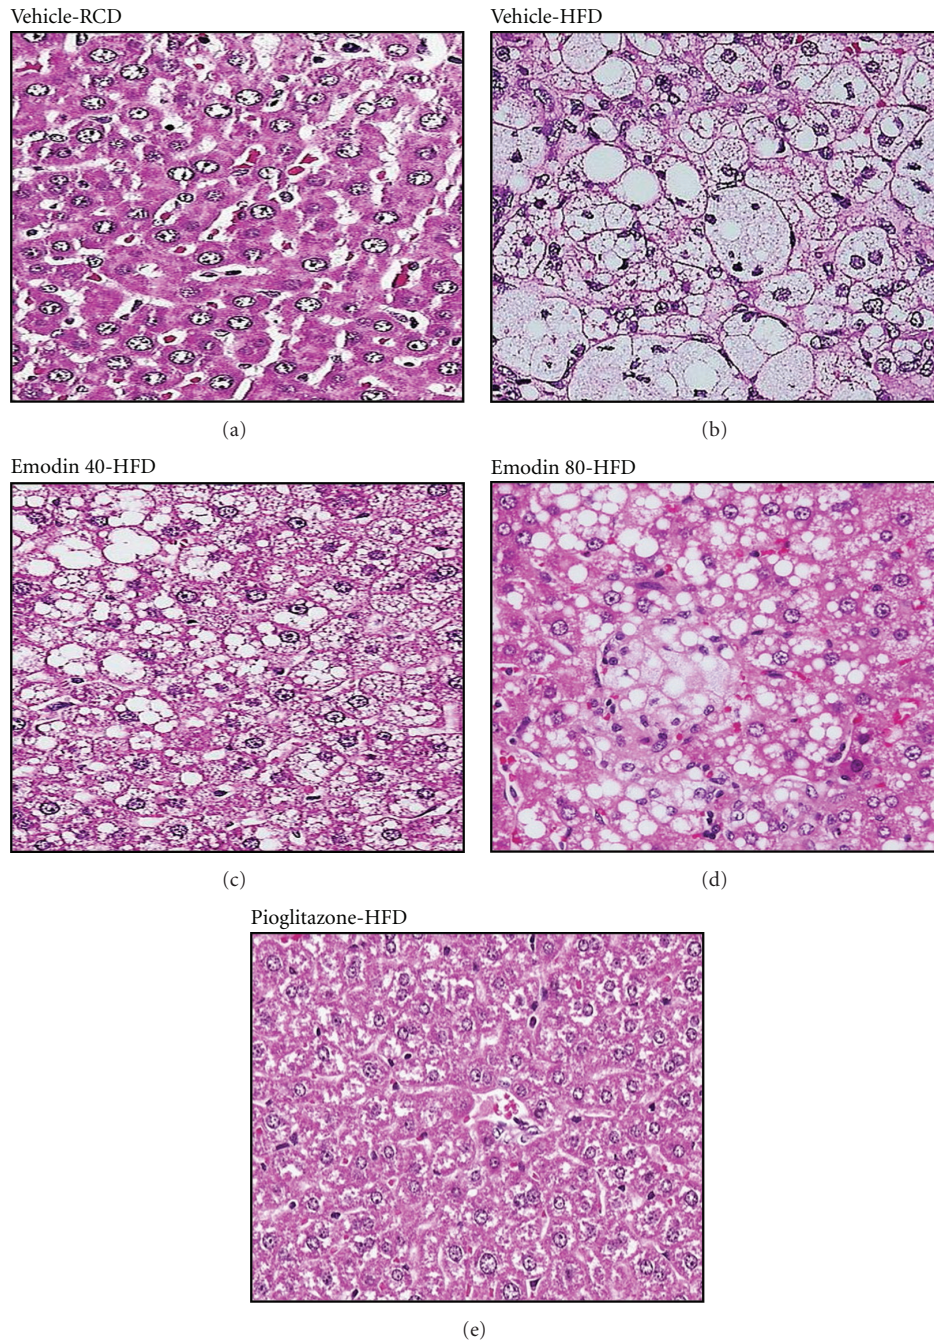 Vehicle-RCD
Vehicle-HFD
(a)
(b)
Emodin 40-HFD
Emodin 80-HFD
(c)
(d)
Pioglitazone-HFD
(e)